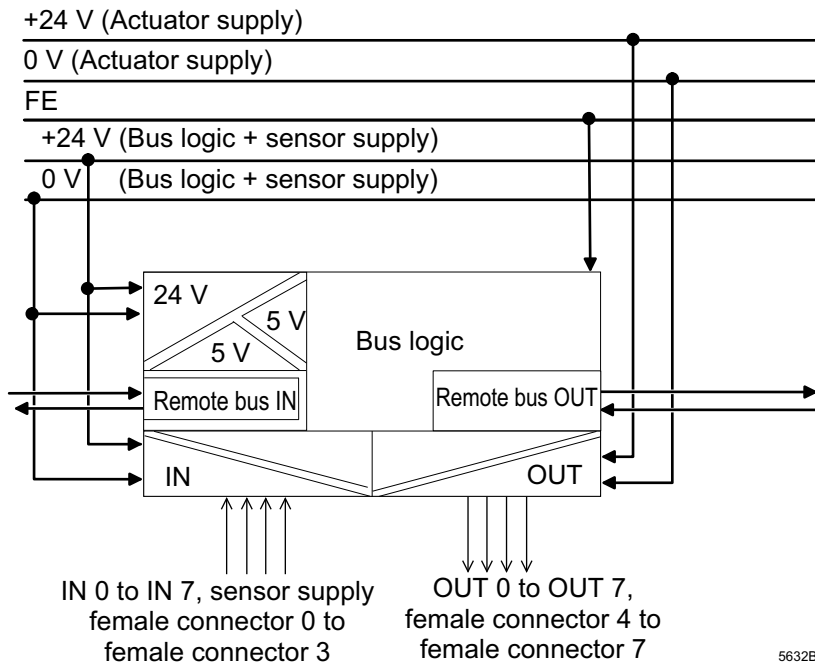 +24 V (Actuator supply)
0 V (Actuator supply)
FE
+24 V (Bus logic + sensor supply)
0 V (Bus logic + sensor supply)
24 V
5 V
5 V
Bus logic
Remote bus IN
Remote bus OUT
IN
OUT
IN 0 to IN 7, sensor supply
female connector 0 to
female connector 3
OUT 0 to OUT 7,
female connector 4 to
female connector 7
5632B